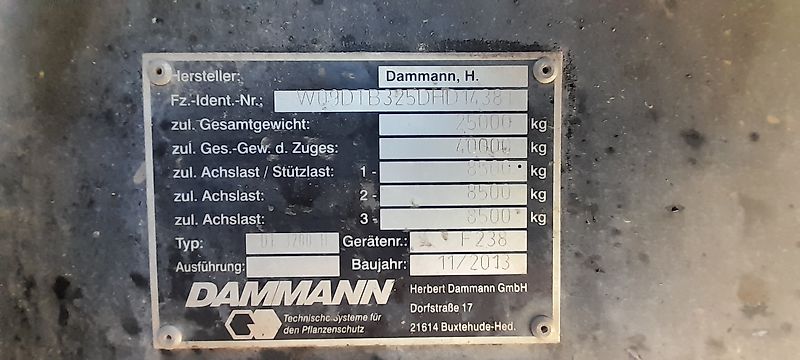 Hersteller: Dammann, H.
Fz.-Ident.-Nr.: W09D1B325DHD14381
zul. Gesamtgewicht: 25000 kg
zul. Ges.-Gew. d. Zuges: 40000 kg
zul. Achslast / Stützlast: 1 - 8500 kg
zul. Achslast: 2 - 8500 kg
zul. Achslast: 3 - 8500 kg
Typ: Gerätenr.: F238
Ausführung: Baujahr: 11/2013
DAMMANN
Technische Systeme für
den Pflanzenschutz
Herbert Dammann GmbH
Dorfstraße 17
21614 Buxtehude-Hed.